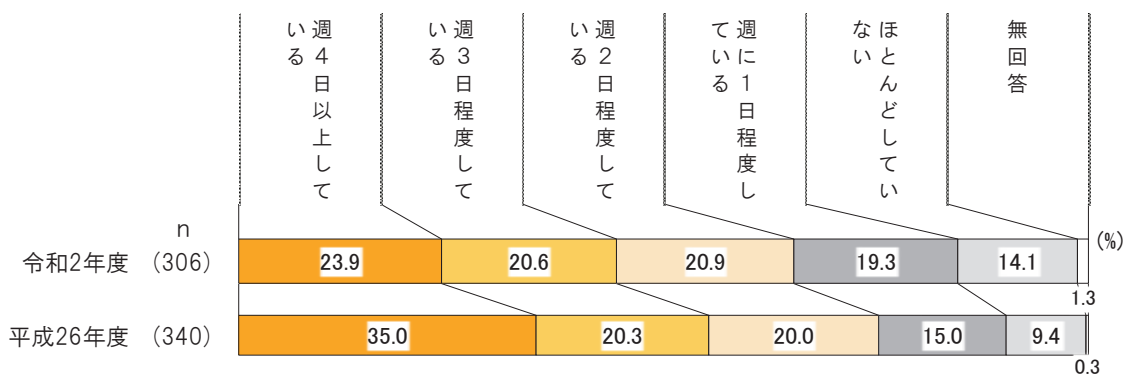 週４日以上して
いる
週３日程度して
いる
週２日程度して
いる
週に１日程度し
ている
ほとんどしてい
ない
無回答
n
(%)
令和2年度 (306) 23.9 20.6 20.9 19.3 14.1
1.3
平成26年度 (340) 35.0 20.3 20.0 15.0 9.4
0.3